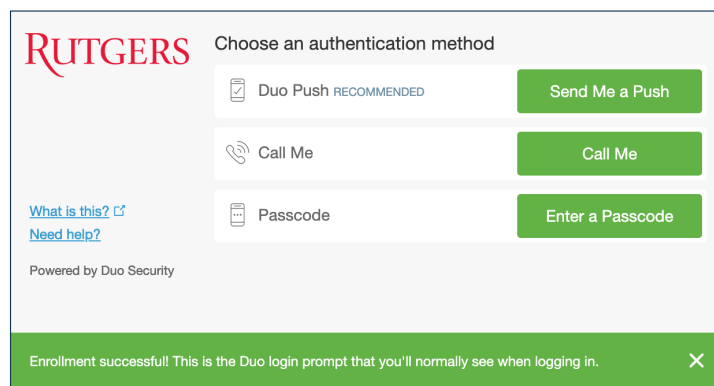 RUTGERS
Choose an authentication method
Duo Push RECOMMENDED
Send Me a Push
Call Me
Call Me
Passcode
Enter a Passcode
What is this?
Need help?
Powered by Duo Security
Enrollment successful! This is the Duo login prompt that you'll normally see when logging in.